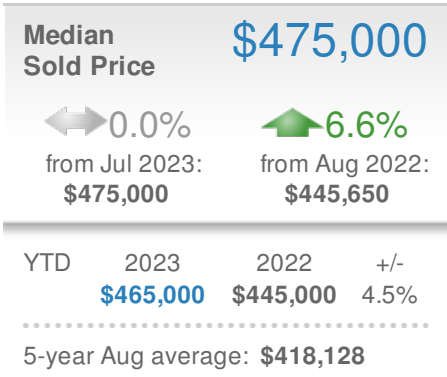 Median $475,000
Sold Price
0.0% 6.6%
from Jul 2023: from Aug 2022:
$475,000 $445,650
YTD 2023 2022 +/-
$465,000 $445,000 4.5%
5-year Aug average: $418,128